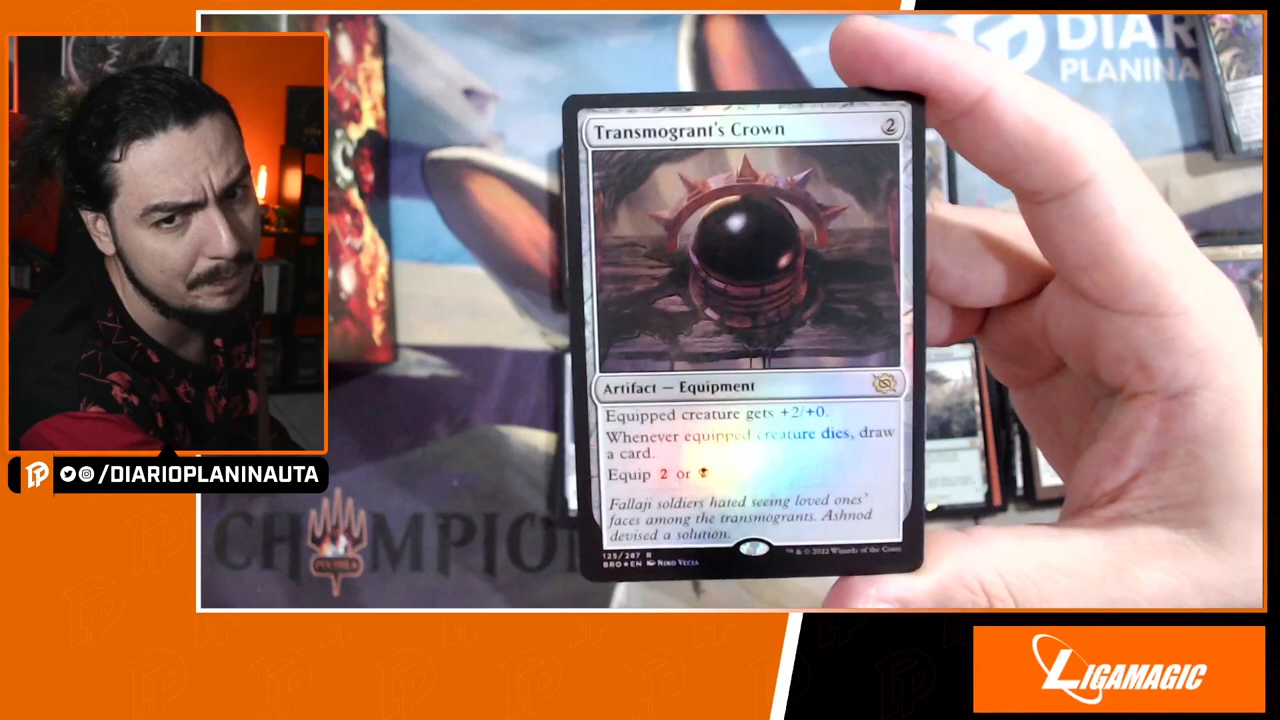 DIAR
PLANINA
Transmogrant's Crown 2
Artifact — Equipment
Equipped creature gets +2/+0.
Whenever equipped creature dies, draw
a card.
Equip 2 or
Fallaji soldiers hated seeing loved ones'
faces among the transmogrants. Ashnod
devised a solution.
125/287 R
BRO EN NINO VECIA
™ & © 2022 Wizards of the Coast
/DIARIOPLANINAUTA
CHAMPION
LIGAMAGIC